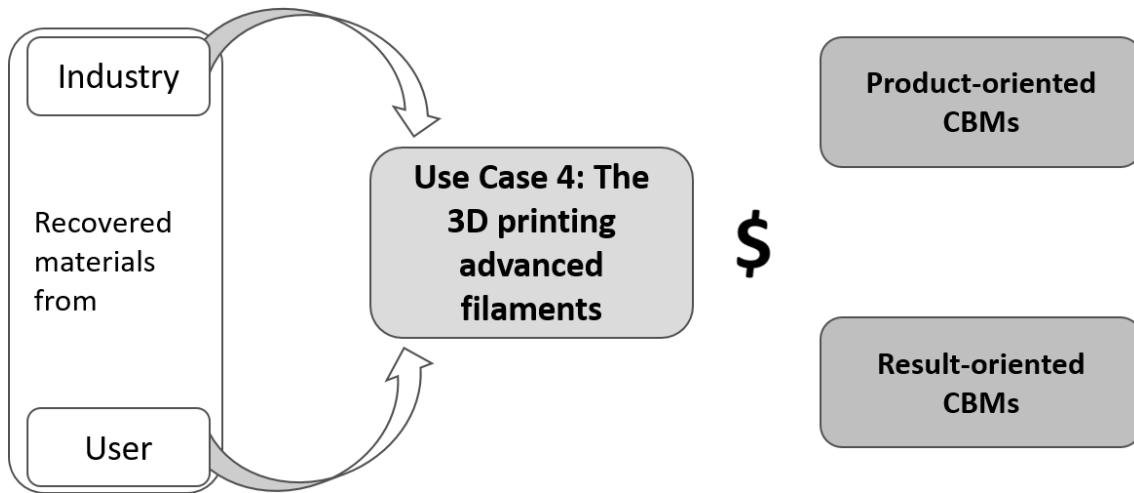 Industry
Recovered
materials
from
User
Use Case 4: The
3D printing
advanced
filaments
$
Product-oriented
CBMs
Result-oriented
CBMs